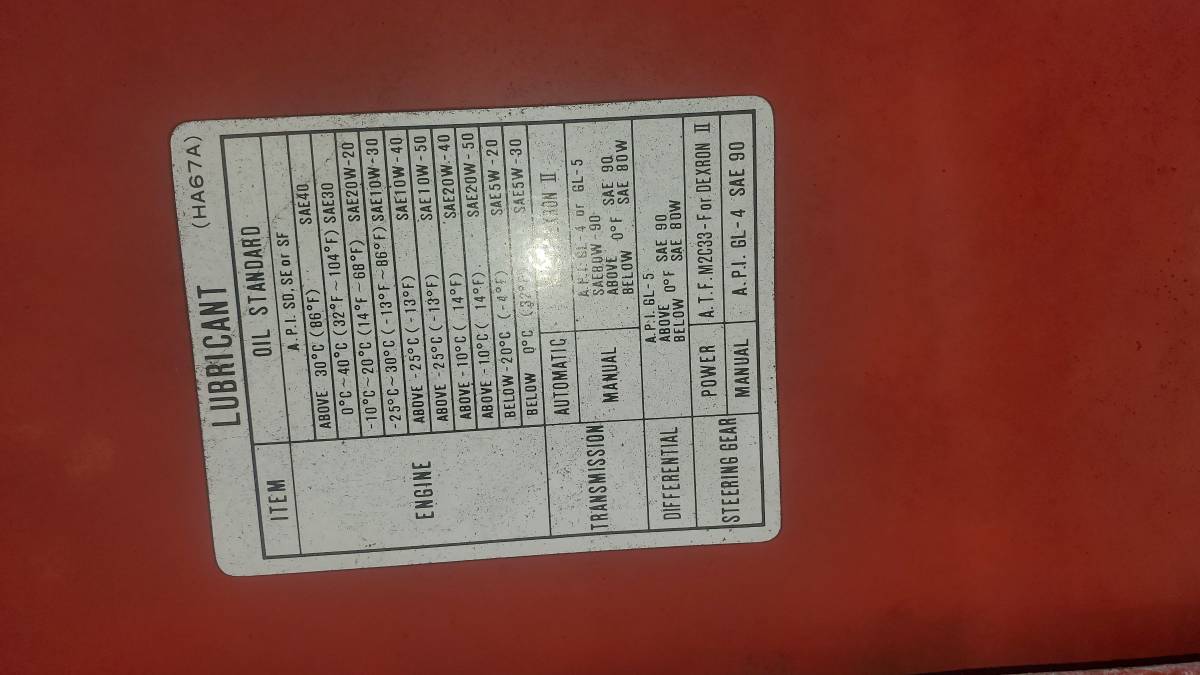 LUBRICANT (HA67A)
ITEM OIL STANDARD
ENGINE A.P.I. SD, SE or SF
ABOVE 30°C (86°F) SAE40
0°C~40°C (32°F~104°F) SAE30
-10°C~20°C (14°F~68°F) SAE20W-20
-25°C~30°C (-13°F~86°F) SAE10W-30
ABOVE -25°C (-13°F) SAE10W-40
ABOVE -25°C (-13°F) SAE10W-50
ABOVE -10°C (14°F) SAE20W-40
ABOVE -10°C (14°F) SAE20W-50
BELOW -20°C (-4°F) SAE5W-20
BELOW 0°C (32°F) SAE5W-30
TRANSMISSION AUTOMATIC II
MANUAL A.P.I. GL-4 or GL-5
SAE80W-90
ABOVE 0°F SAE 90
BELOW 0°F SAE 80W
DIFFERENTIAL A.P.I. GL-5
ABOVE 0°F SAE 90
BELOW 0°F SAE 80W
STEERING GEAR POWER A.T.F. M2C33-F or DEXRON II
MANUAL A.P.I. GL-4 SAE 90